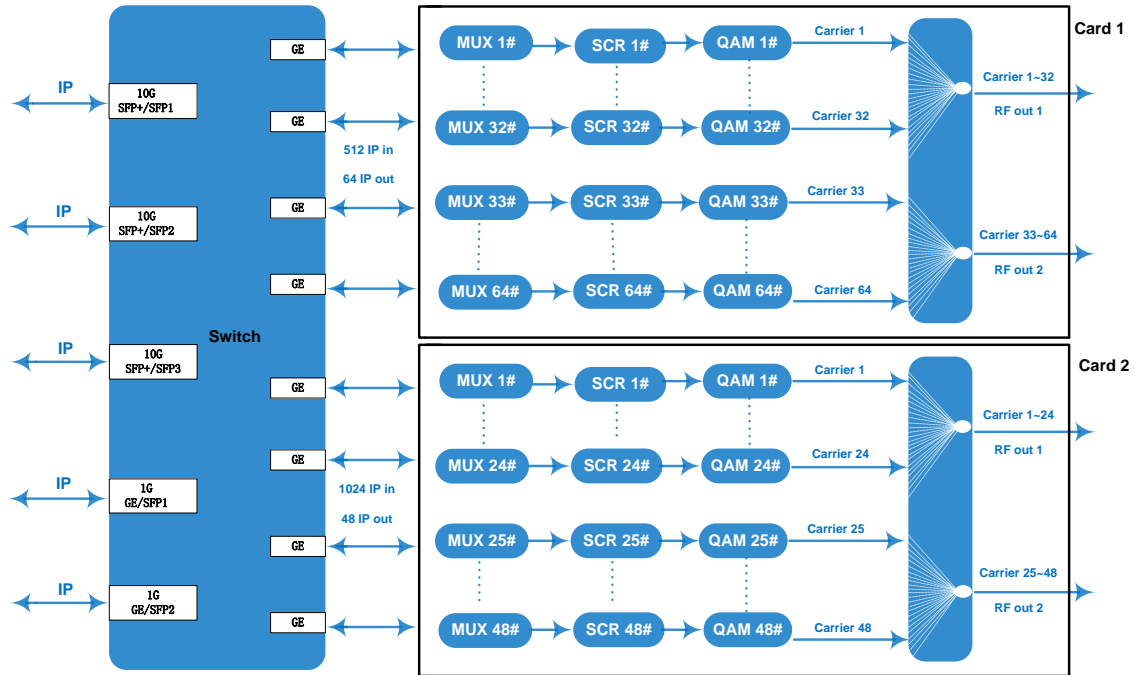 IP
10G
SFP+/SFP1
IP
10G
SFP+/SFP2
IP
10G
SFP+/SFP3
IP
1G
GE/SFP1
IP
1G
GE/SFP2
Switch
GE
GE
512 IP in
64 IP out
GE
GE
GE
GE
1024 IP in
48 IP out
GE
GE
Card 1
MUX 1#
SCR 1#
QAM 1#
Carrier 1
MUX 32#
SCR 32#
QAM 32#
Carrier 32
MUX 33#
SCR 33#
QAM 33#
Carrier 33
MUX 64#
SCR 64#
QAM 64#
Carrier 64
Carrier 1~32
RF out 1
Carrier 33~64
RF out 2
Card 2
MUX 1#
SCR 1#
QAM 1#
Carrier 1
MUX 24#
SCR 24#
QAM 24#
Carrier 24
MUX 25#
SCR 25#
QAM 25#
Carrier 25
MUX 48#
SCR 48#
QAM 48#
Carrier 48
Carrier 1~24
RF out 1
Carrier 25~48
RF out 2